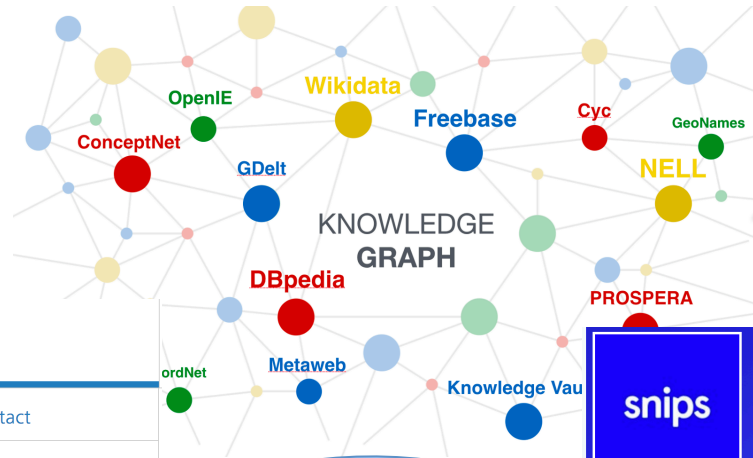 OpenIE
Wikidata
Freebase
Cyc
GeoNames
ConceptNet
GDelt
NELL
KNOWLEDGE
GRAPH
DBpedia
PROSPERA
ordNet
Metaweb
Knowledge Vau
snips
tact